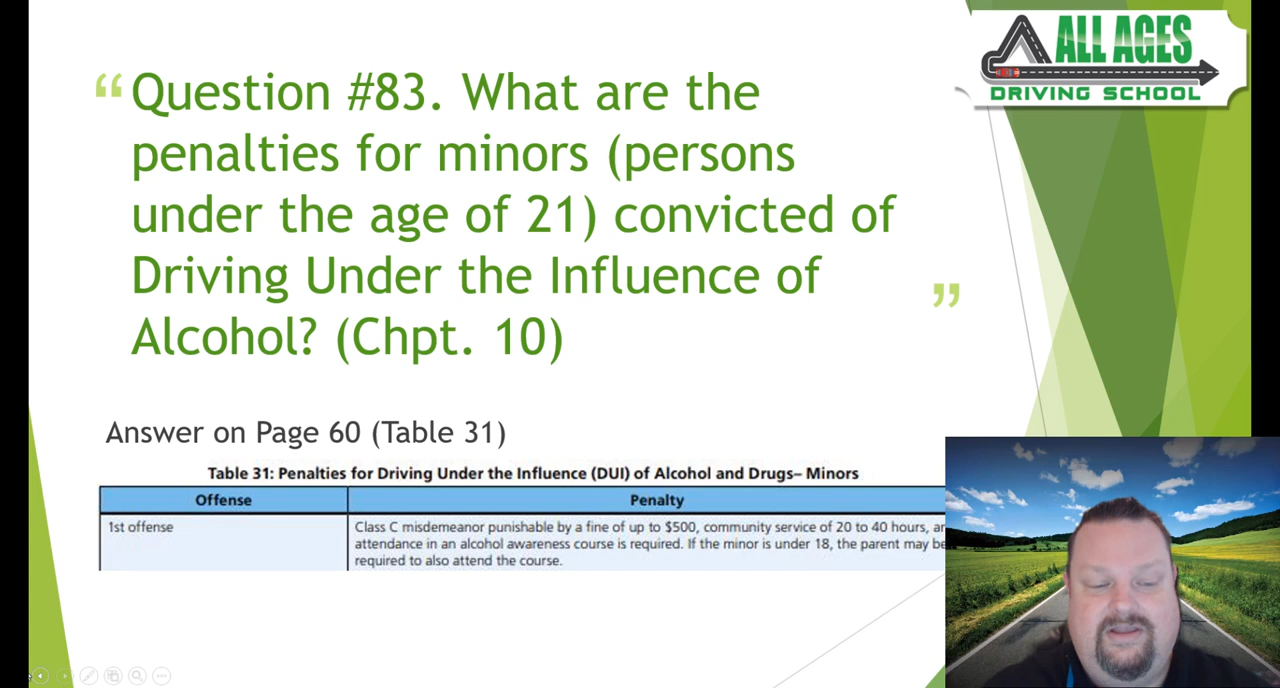 ALL AGES
DRIVING SCHOOL
“Question #83. What are the
penalties for minors (persons
under the age of 21) convicted of
Driving Under the Influence of
Alcohol? (Chpt. 10)”
Answer on Page 60 (Table 31)
Table 31: Penalties for Driving Under the Influence (DUI) of Alcohol and Drugs– Minors
Offense Penalty
1st offense Class C misdemeanor punishable by a fine of up to $500, community service of 20 to 40 hours,
attendance in an alcohol awareness course is required. If the minor is under 18, the parent may be
required to also attend the course.